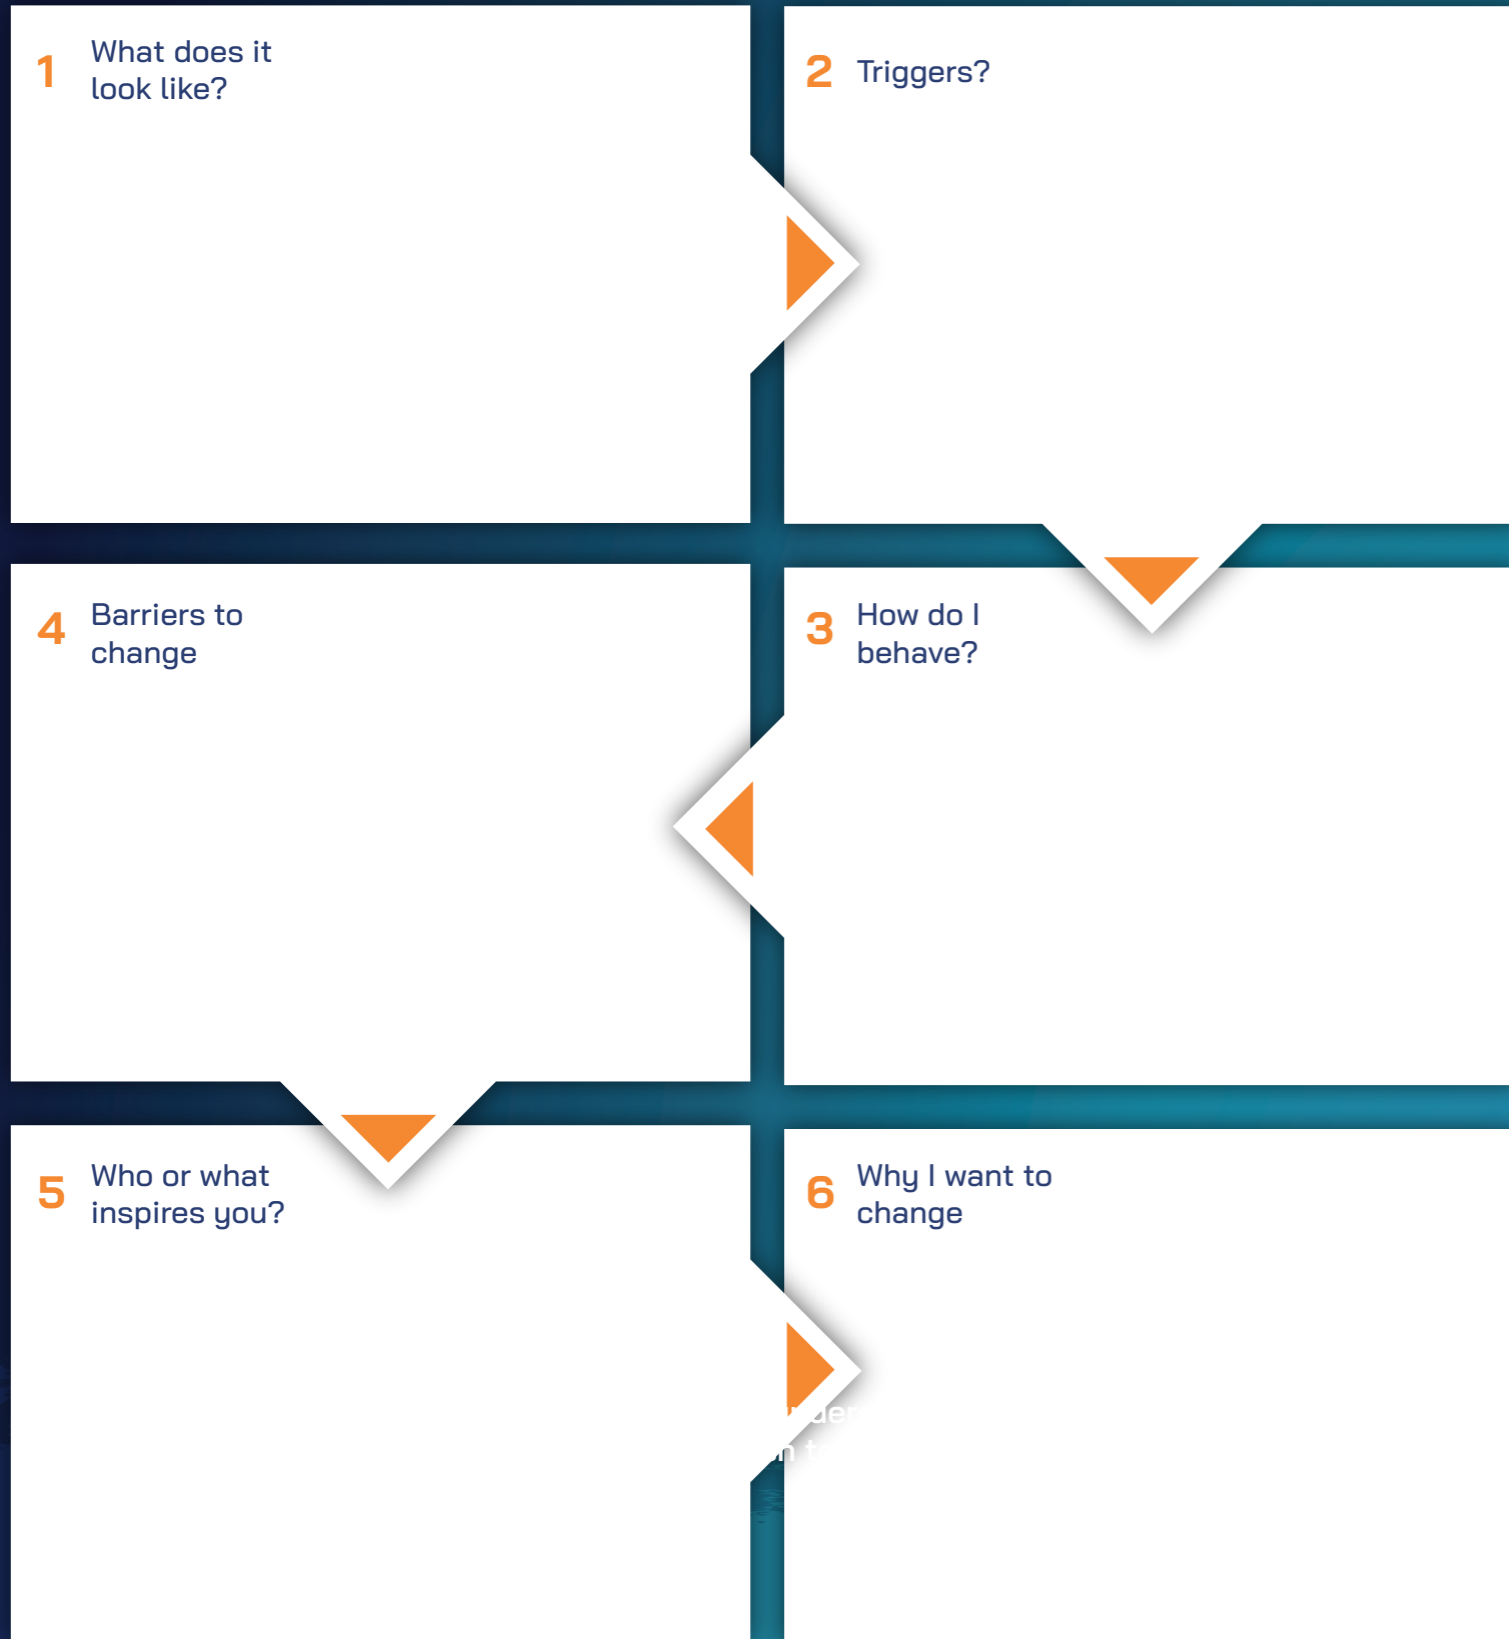 1
What does it
look like?
2
Triggers?
3
How do I
behave?
4
Barriers to
change
5
Who or what
inspires you?
6
Why I want to
change